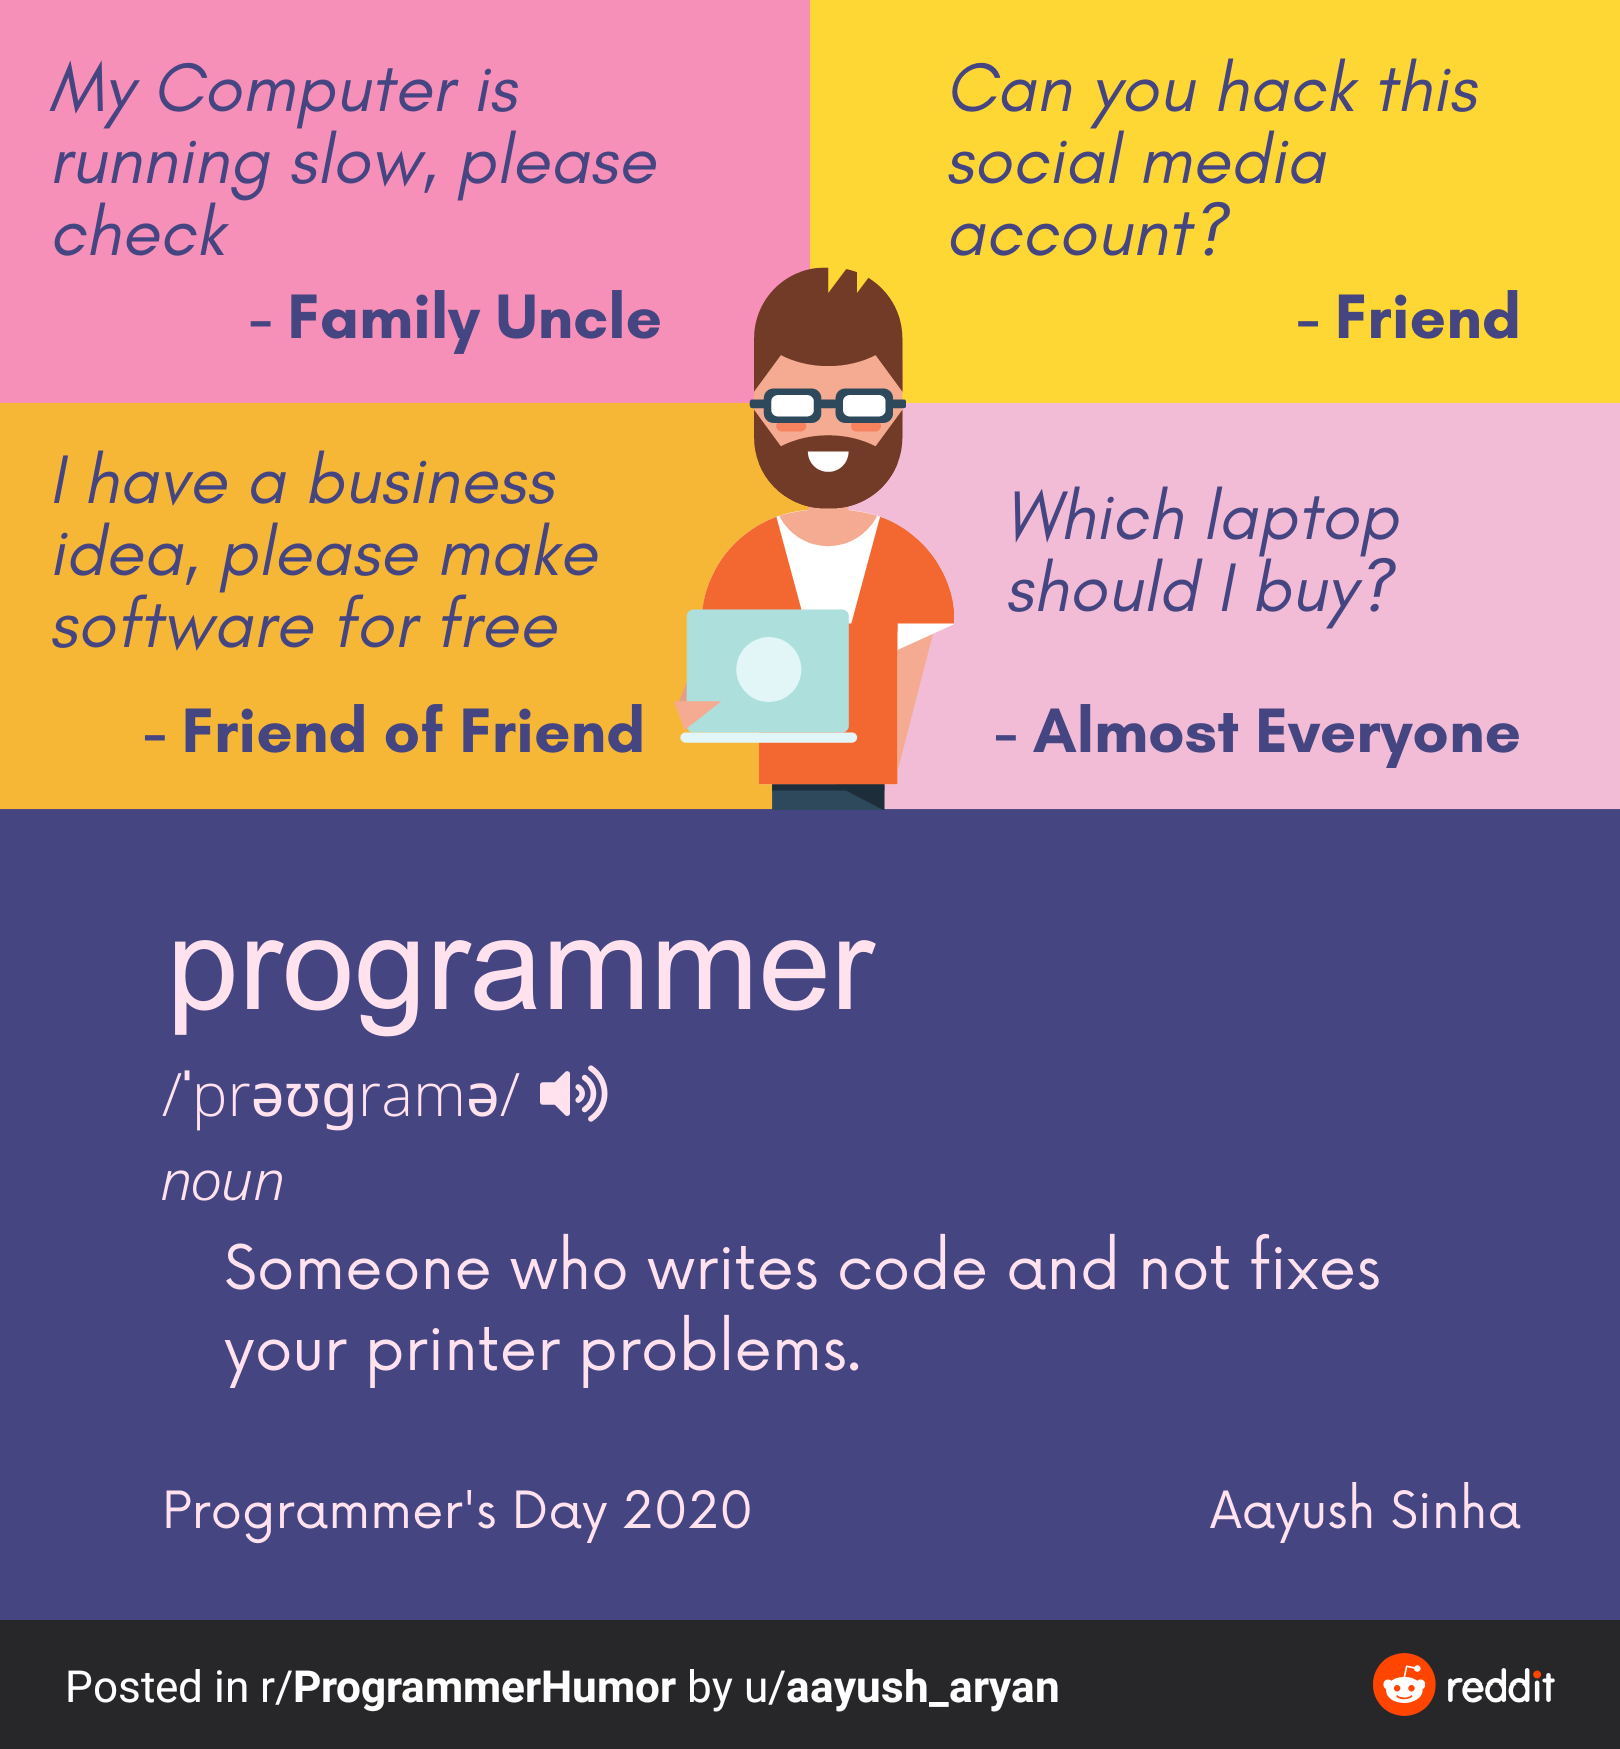 My Computer is
running slow, please
check
- Family Uncle
Can you hack this
social media
account?
- Friend
I have a business
idea, please make
software for free
- Friend of Friend
Which laptop
should I buy?
- Almost Everyone
programmer
/ˈprəʊɡramə/
noun
Someone who writes code and not fixes
your printer problems.
Programmer's Day 2020
Aayush Sinha
Posted in r/ProgrammerHumor by u/aayush_aryan
reddit